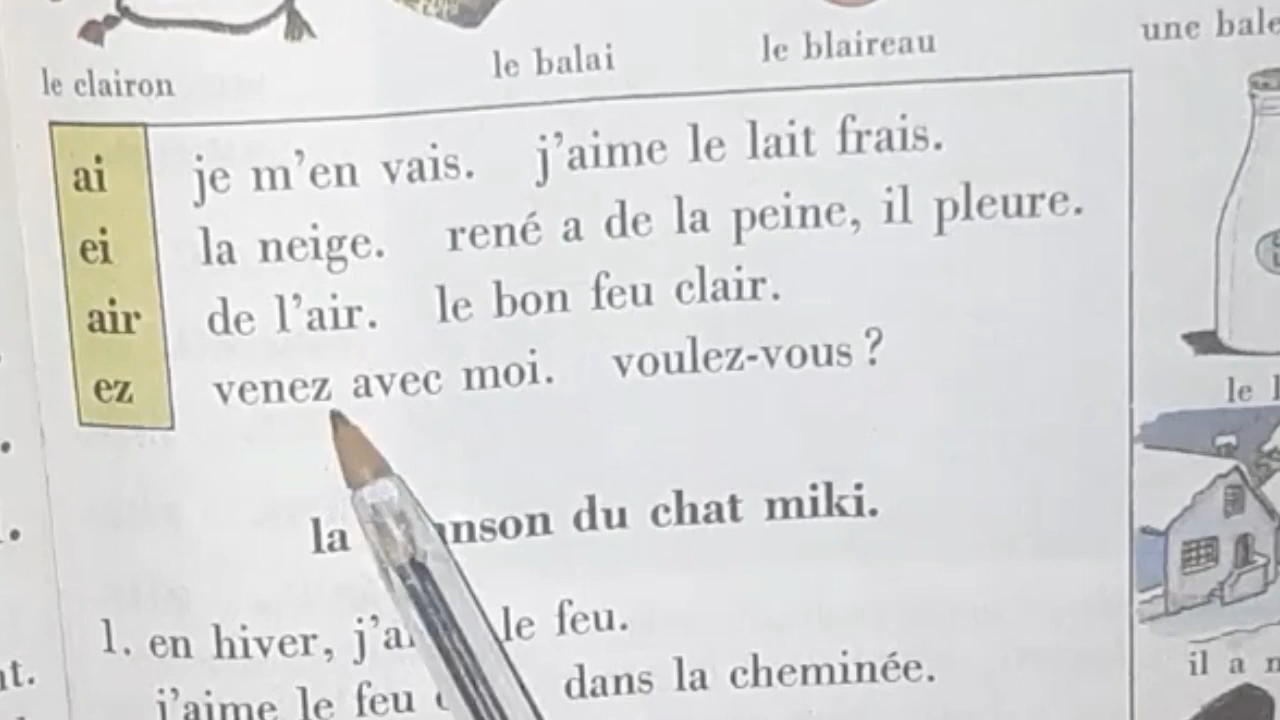 le clairon
le balai
le blaireau
une
ai je m'en vais. j'aime le lait frais.
ei la neige. rené a de la peine, il pleure.
air de l'air. le bon feu clair.
ez venez avec moi. voulez-vous ?
le
la du chat miki.
1. en hiver, le feu.
il a
j'aime le feu dans la cheminée.